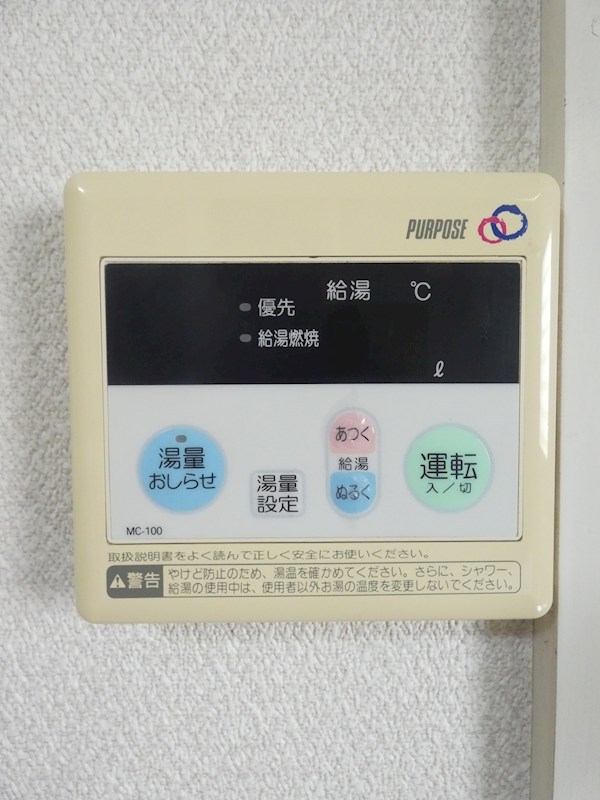 PURPOSE
給湯 ℃
優先
給湯燃焼
ℓ
湯量
おしらせ
湯量
設定
あつく
給湯
ぬるく
運転
入／切
MC-100
取扱説明書をよく読んで正しく安全にお使いください。
警告
やけど防止のため、湯温を確かめてください。さらに、シャワー、
給湯の使用中は、使用者以外お湯の温度を変更しないでください。